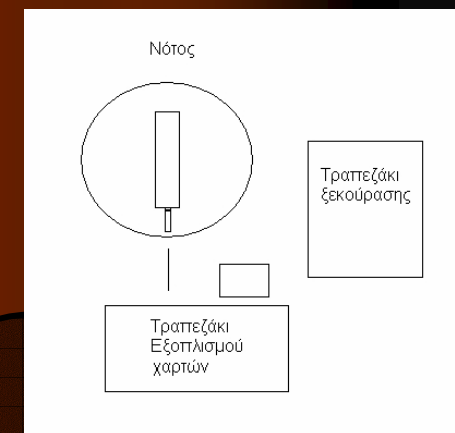 Νότος
Τραπεζάκι
ξεκούρασης
Τραπεζάκι
Εξοπλισμού
χαρτών